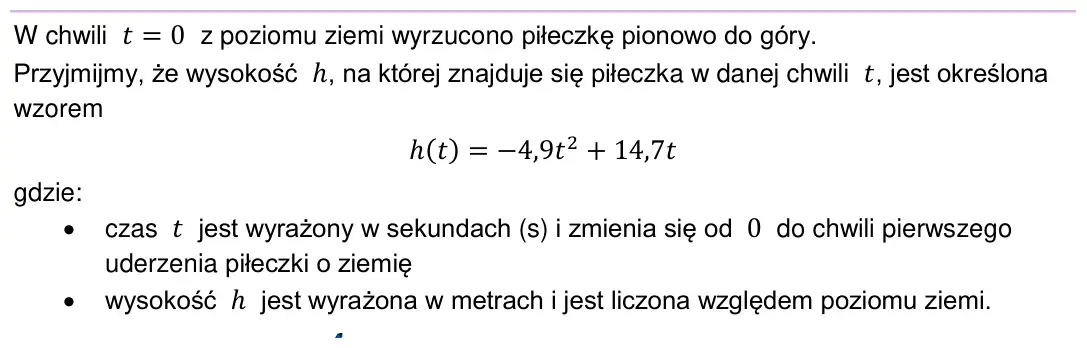 W chwili t = 0 z poziomu ziemi wyrzucono piłeczkę pionowo do góry.
Przyjmijmy, że wysokość h, na której znajduje się piłeczka w danej chwili t, jest określona
wzorem
h(t) = −4,9t² + 14,7t
gdzie:
• czas t jest wyrażony w sekundach (s) i zmienia się od 0 do chwili pierwszego
uderzenia piłeczki o ziemię
• wysokość h jest wyrażona w metrach i jest liczona względem poziomu ziemi.